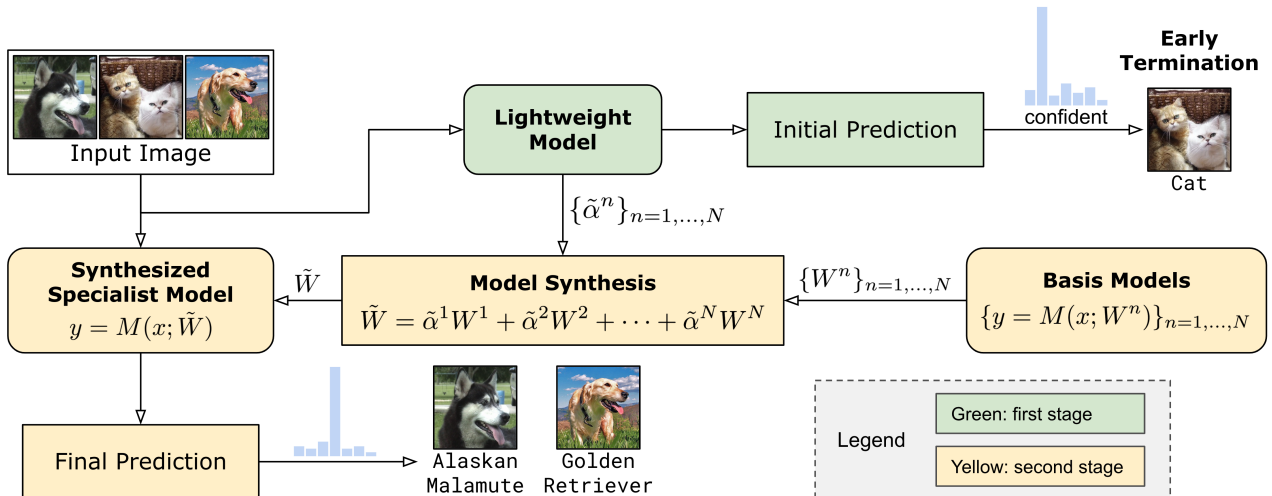 Early
Termination
Lightweight
Model
Initial Prediction
confident
Input Image
Cat
{α̃ⁿ}ₙ₌₁,...,N
Synthesized
Specialist Model
y = M(x; W̃)
W̃
Model Synthesis
W̃ = α̃¹W¹ + α̃²W² + ⋯ + α̃ᴺWᴺ
{Wⁿ}ₙ₌₁,...,N
Basis Models
{y = M(x; Wⁿ)}ₙ₌₁,...,N
Final Prediction
Alaskan
Malamute
Golden
Retriever
Legend
Green: first stage
Yellow: second stage